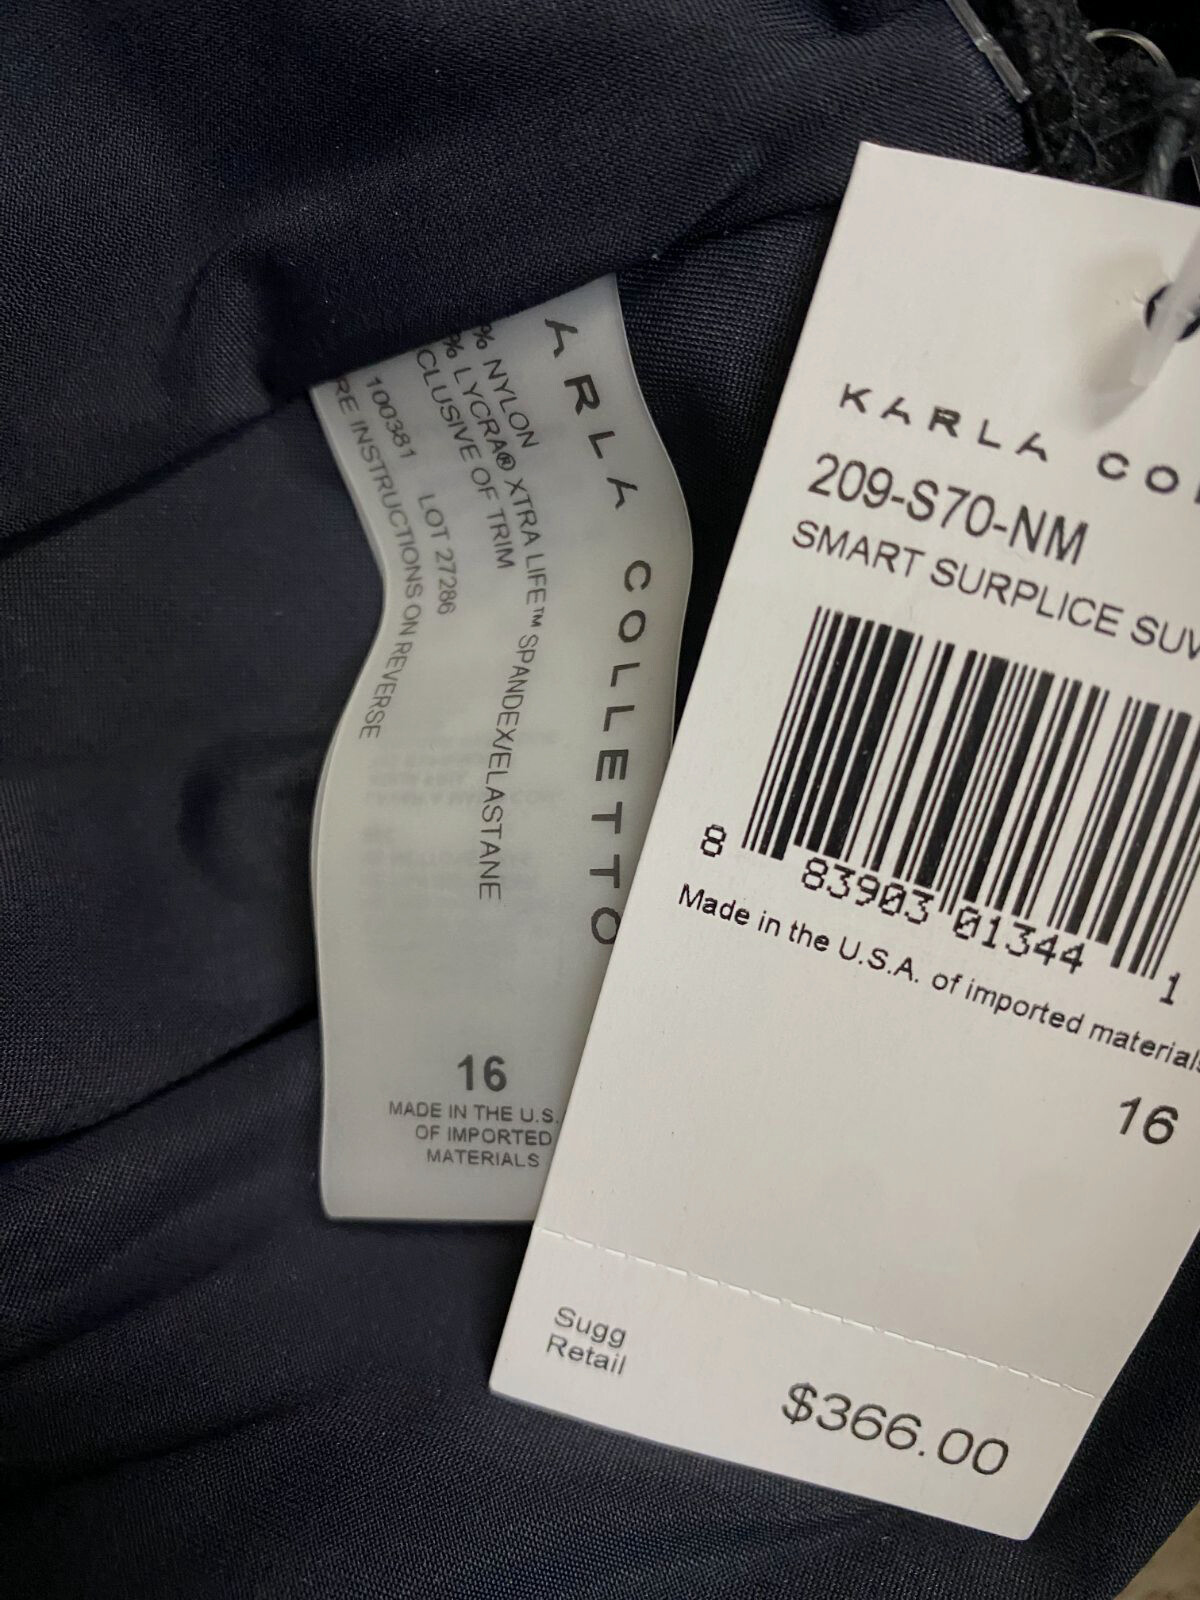 ARLA COLLETTO
% NYLON
% LYCRA® XTRA LIFE™ SPANDEX/ELASTANE
CLUSIVE OF TRIM
100381 LOT 27286
RE INSTRUCTIONS ON REVERSE
16
MADE IN THE U.S.
OF IMPORTED
MATERIALS
KARLA CO
209-S70-NM
SMART SURPLICE SUV
8 83903 01344 1
Made in the U.S.A. of imported materials
16
Sugg
Retail
$366.00